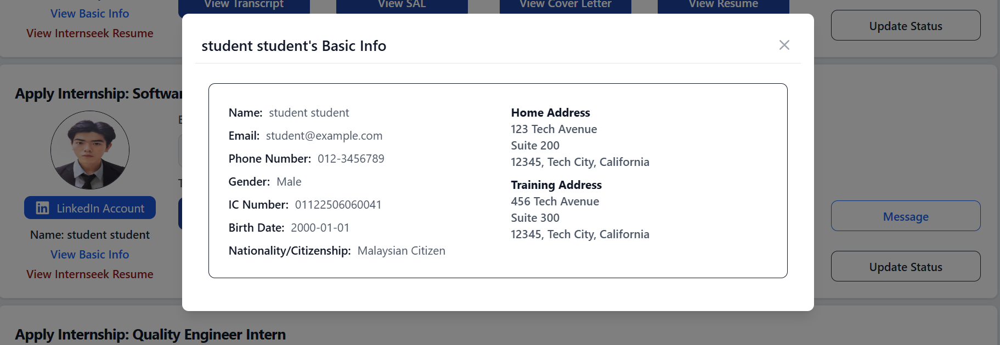 View Transcript
View SAL
View Cover Letter
View Resume
View Basic Info
View Internseek Resume
Update Status
student student's Basic Info
Apply Internship:
Name: student student
Email: student@example.com
Phone Number: 012-3456789
Gender: Male
IC Number: 01122506060041
Birth Date: 2000-01-01
Nationality/Citizenship: Malaysian Citizen
Home Address
123 Tech Avenue
Suite 200
12345, Tech City, California
Training Address
456 Tech Avenue
Suite 300
12345, Tech City, California
in LinkedIn Account
Name: student student
View Basic Info
View Internseek Resume
Message
Update Status
Apply Internship: Quality Engineer Intern